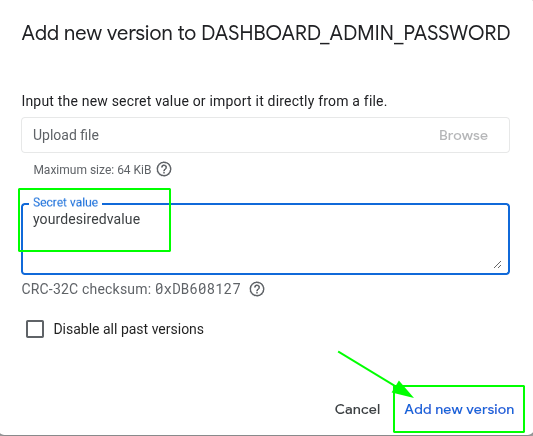 Add new version to DASHBOARD_ADMIN_PASSWORD
Input the new secret value or import it directly from a file.
Upload file Browse
Maximum size: 64 KiB ?
Secret value
yourdesiredvalue
CRC-32C checksum: 0xDB608127 ?
Disable all past versions
Cancel Add new version